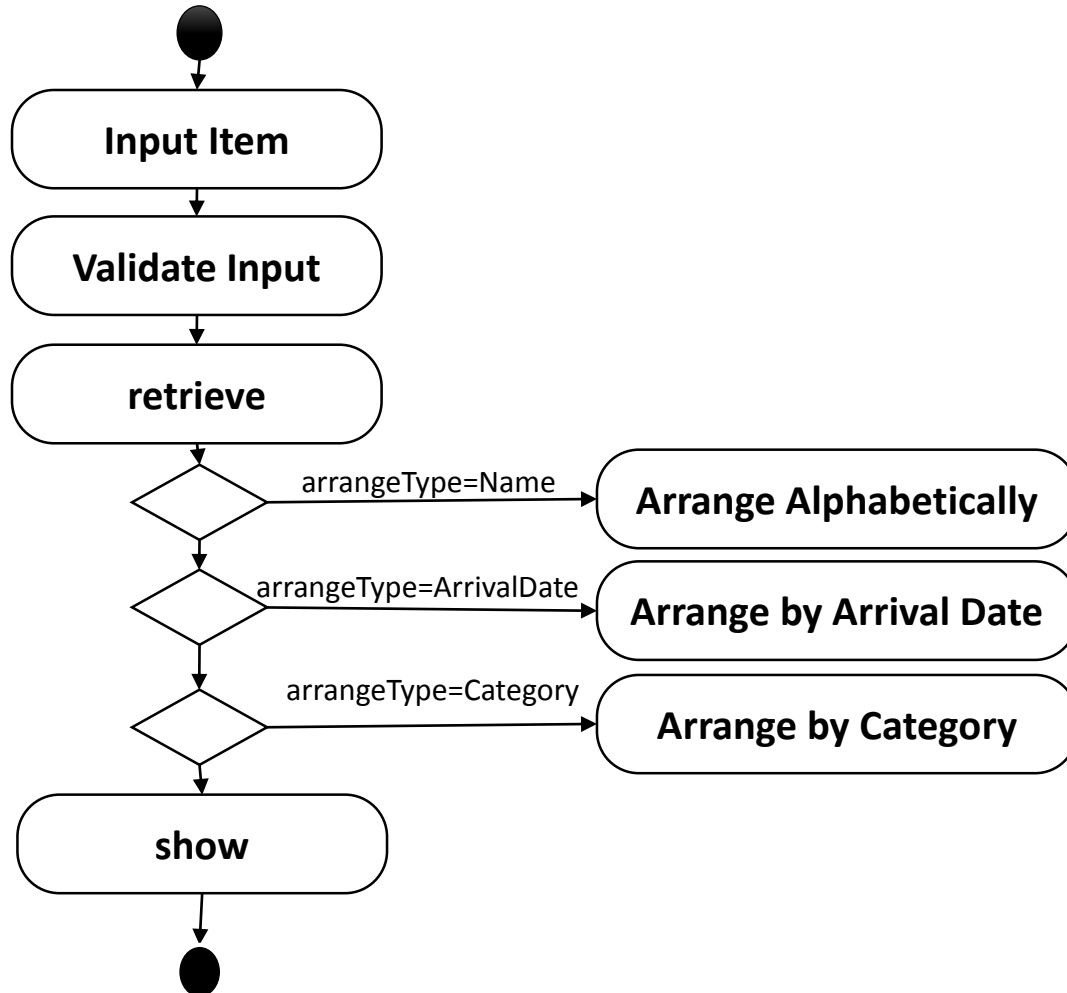 Input Item
Validate Input
retrieve
arrangeType=Name
Arrange Alphabetically
arrangeType=ArrivalDate
Arrange by Arrival Date
arrangeType=Category
Arrange by Category
show